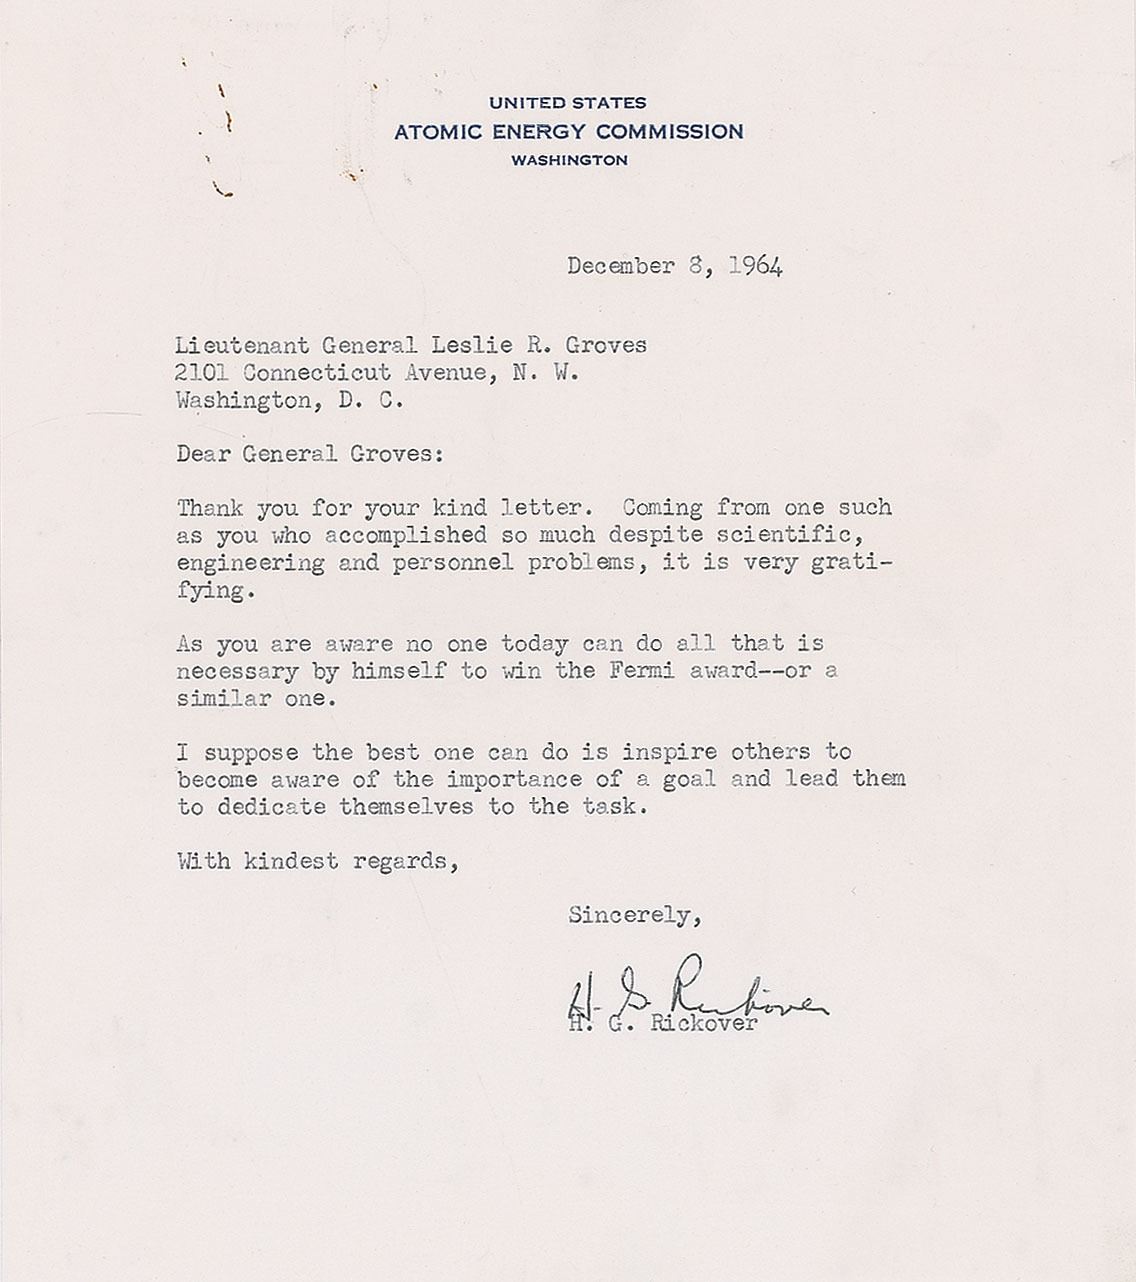 UNITED STATES
ATOMIC ENERGY COMMISSION
WASHINGTON
December 8, 1964
Lieutenant General Leslie R. Groves
2101 Connecticut Avenue, N. W.
Washington, D. C.
Dear General Groves:
Thank you for your kind letter.  Coming from one such
as you who accomplished so much despite scientific,
engineering and personnel problems, it is very grati-
fying.
As you are aware no one today can do all that is
necessary by himself to win the Fermi award--or a
similar one.
I suppose the best one can do is inspire others to
become aware of the importance of a goal and lead them
to dedicate themselves to the task.
With kindest regards,
Sincerely,
H. G. Rickover
H. G. Rickover